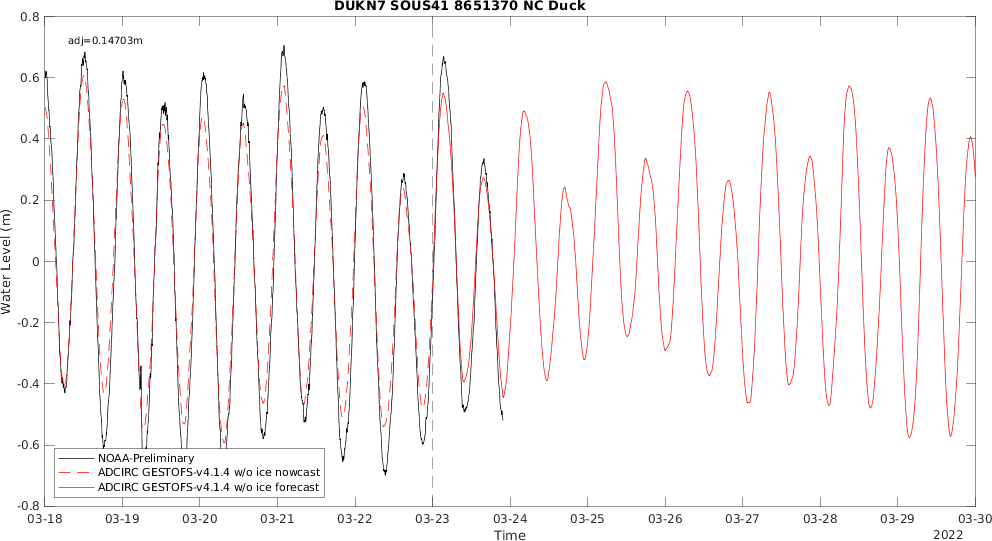 DUKN7 SOUS41 8651370 NC Duck
adj=0.14703m
0.8
0.6
0.4
0.2
0
-0.2
-0.4
-0.6
-0.8
Water Level (m)
NOAA-Preliminary
ADCIRC GESTOFS-v4.1.4 w/o ice nowcast
ADCIRC GESTOFS-v4.1.4 w/o ice forecast
03-18 03-19 03-20 03-21 03-22 03-23 03-24 03-25 03-26 03-27 03-28 03-29 03-30
Time
2022